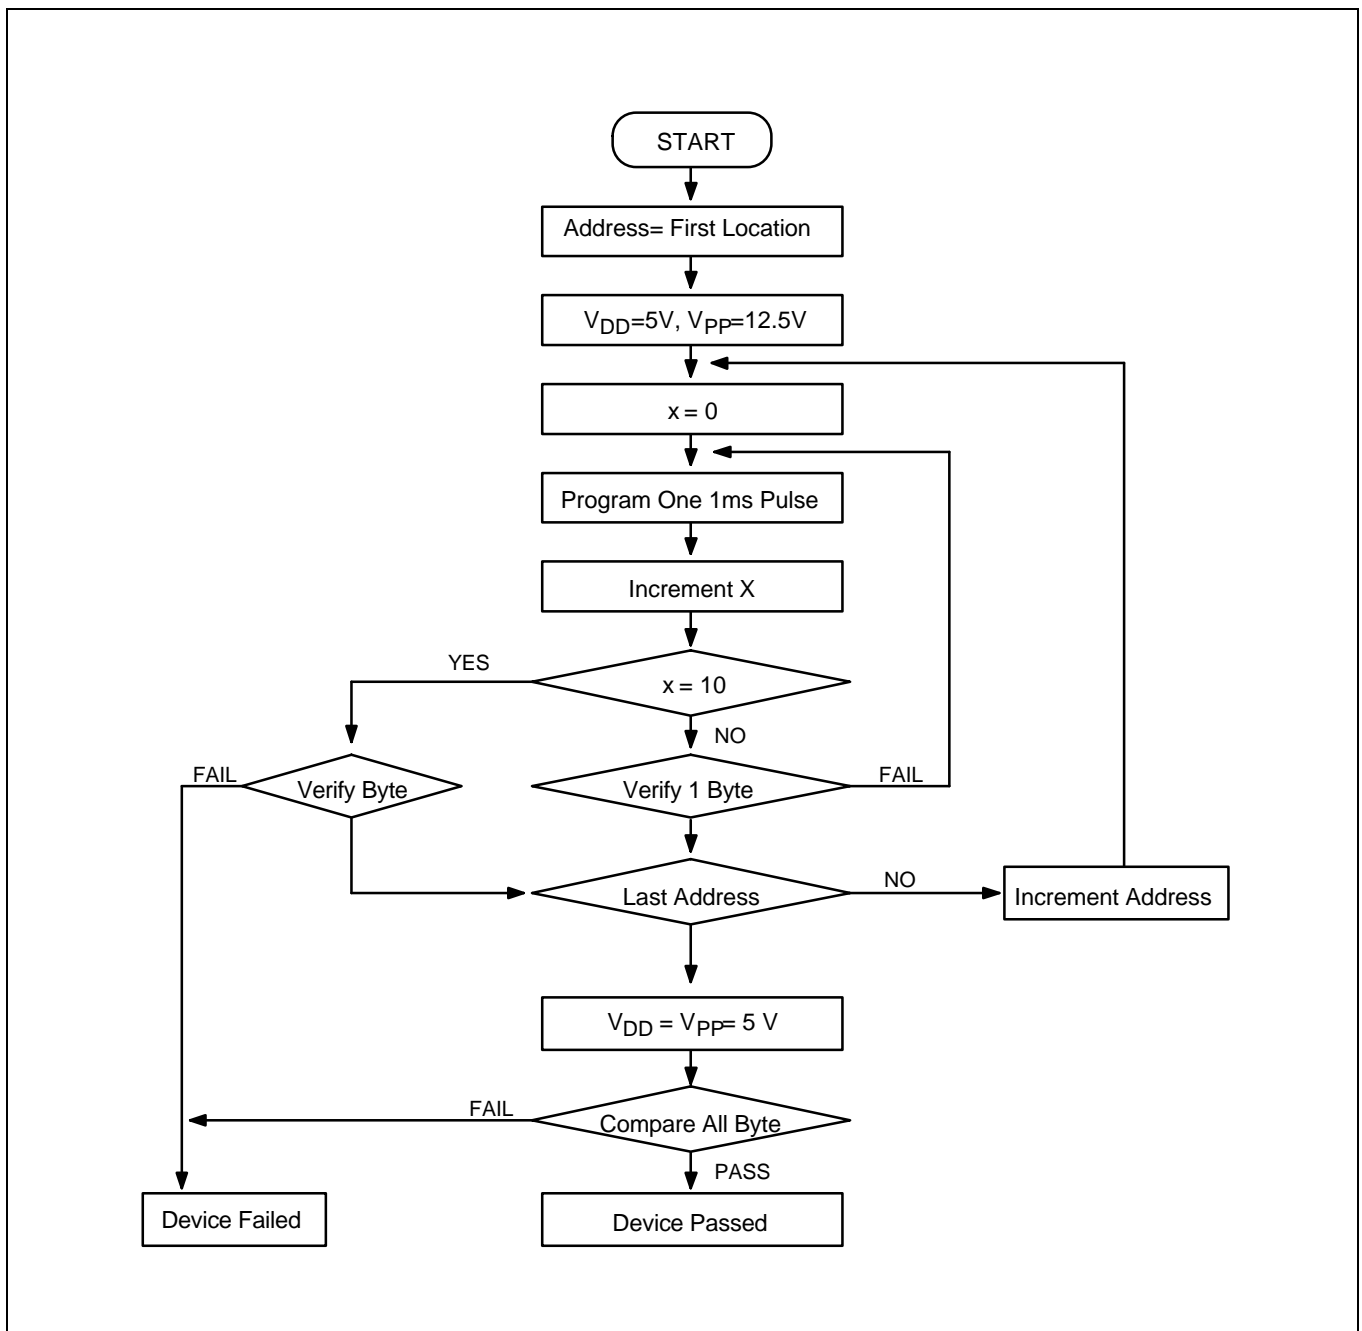 START
Address= First Location
VDD=5V, VPP=12.5V
x = 0
Program One 1ms Pulse
Increment X
YES
x = 10
NO
FAIL
Verify Byte
Verify 1 Byte
FAIL
Last Address
NO
Increment Address
VDD = VPP= 5 V
FAIL
Compare All Byte
PASS
Device Failed
Device Passed